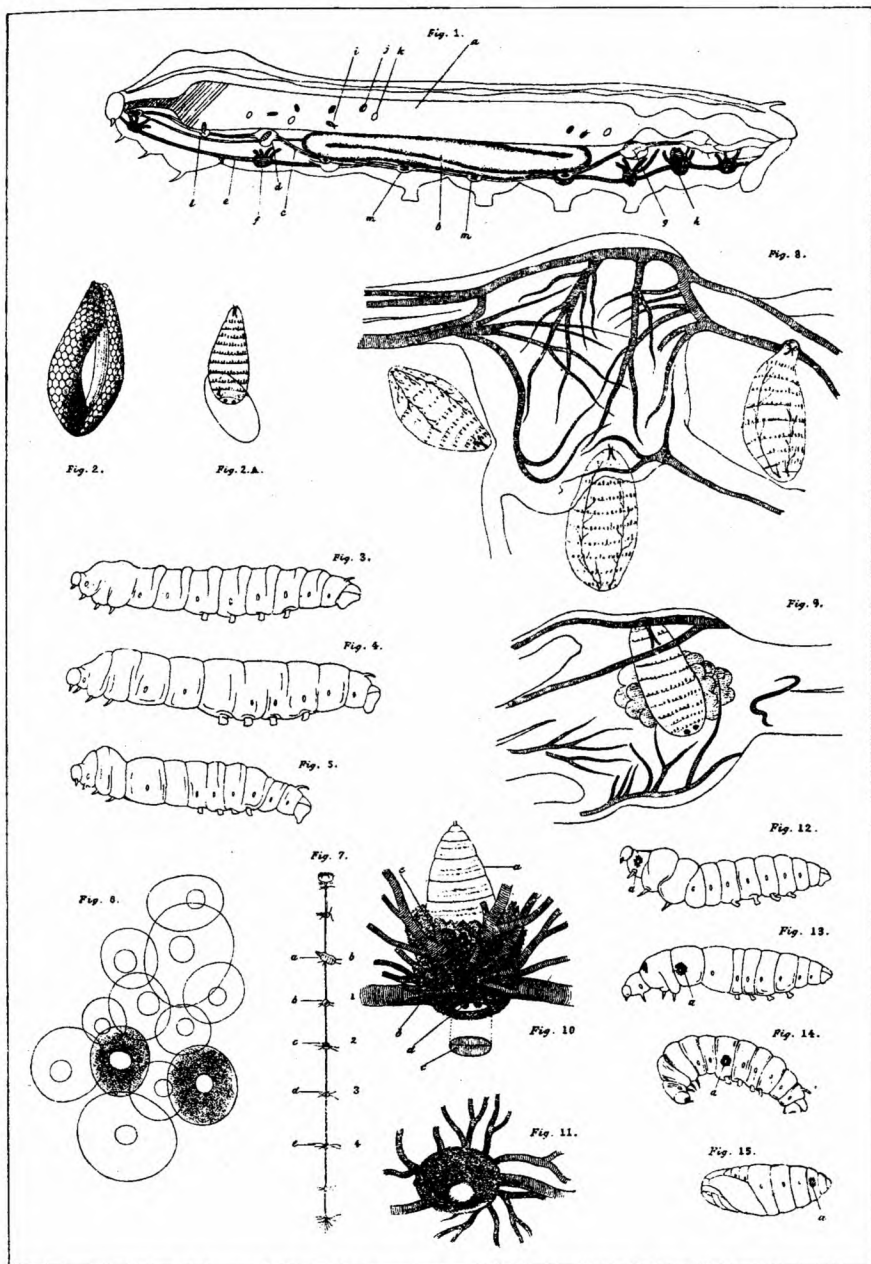 Fig. 1.
i
j
k
a
l
e
f
d
c
m
b
m
g
h
Fig. 8.
Fig. 2.
Fig. 2.A
Fig. 3.
Fig. 4.
Fig. 5.
Fig. 9.
Fig. 6.
Fig. 7.
a
b
b
1
c
2
d
3
e
4
c
a
b
d
e
Fig. 10
Fig. 11.
Fig. 12.
a
Fig. 13.
a
Fig. 14.
a
Fig. 15.
a